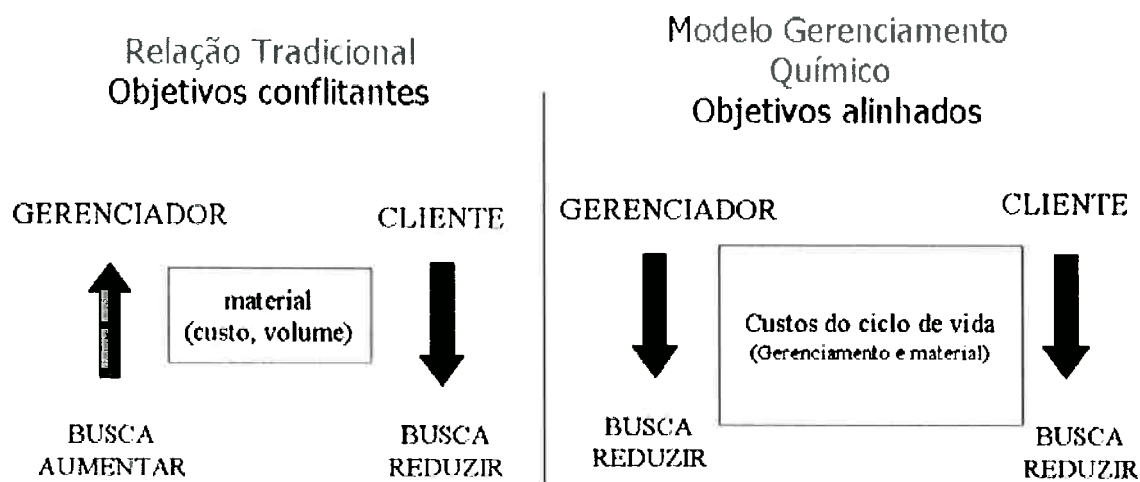 Relação Tradicional
Objetivos conflitantes
GERENCIADOR
CLIENTE
material
(custo, volume)
BUSCA
AUMENTAR
BUSCA
REDUZIR
Modelo Gerenciamento
Químico
Objetivos alinhados
GERENCIADOR
CLIENTE
Custos do ciclo de vida
(Gerenciamento e material)
BUSCA
REDUZIR
BUSCA
REDUZIR